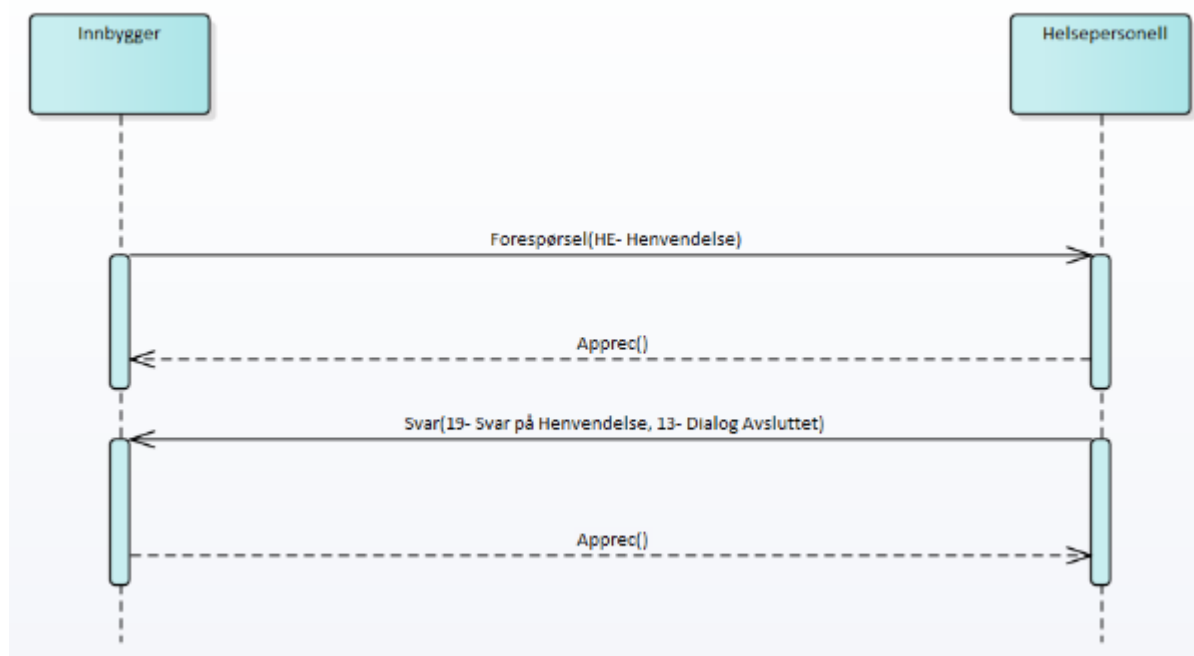 Innbygger
Helsepersonell
Forespørsel(HE- Henvendelse)
Apprec()
Svar(19- Svar på Henvendelse, 13- Dialog Avsluttet)
Apprec()